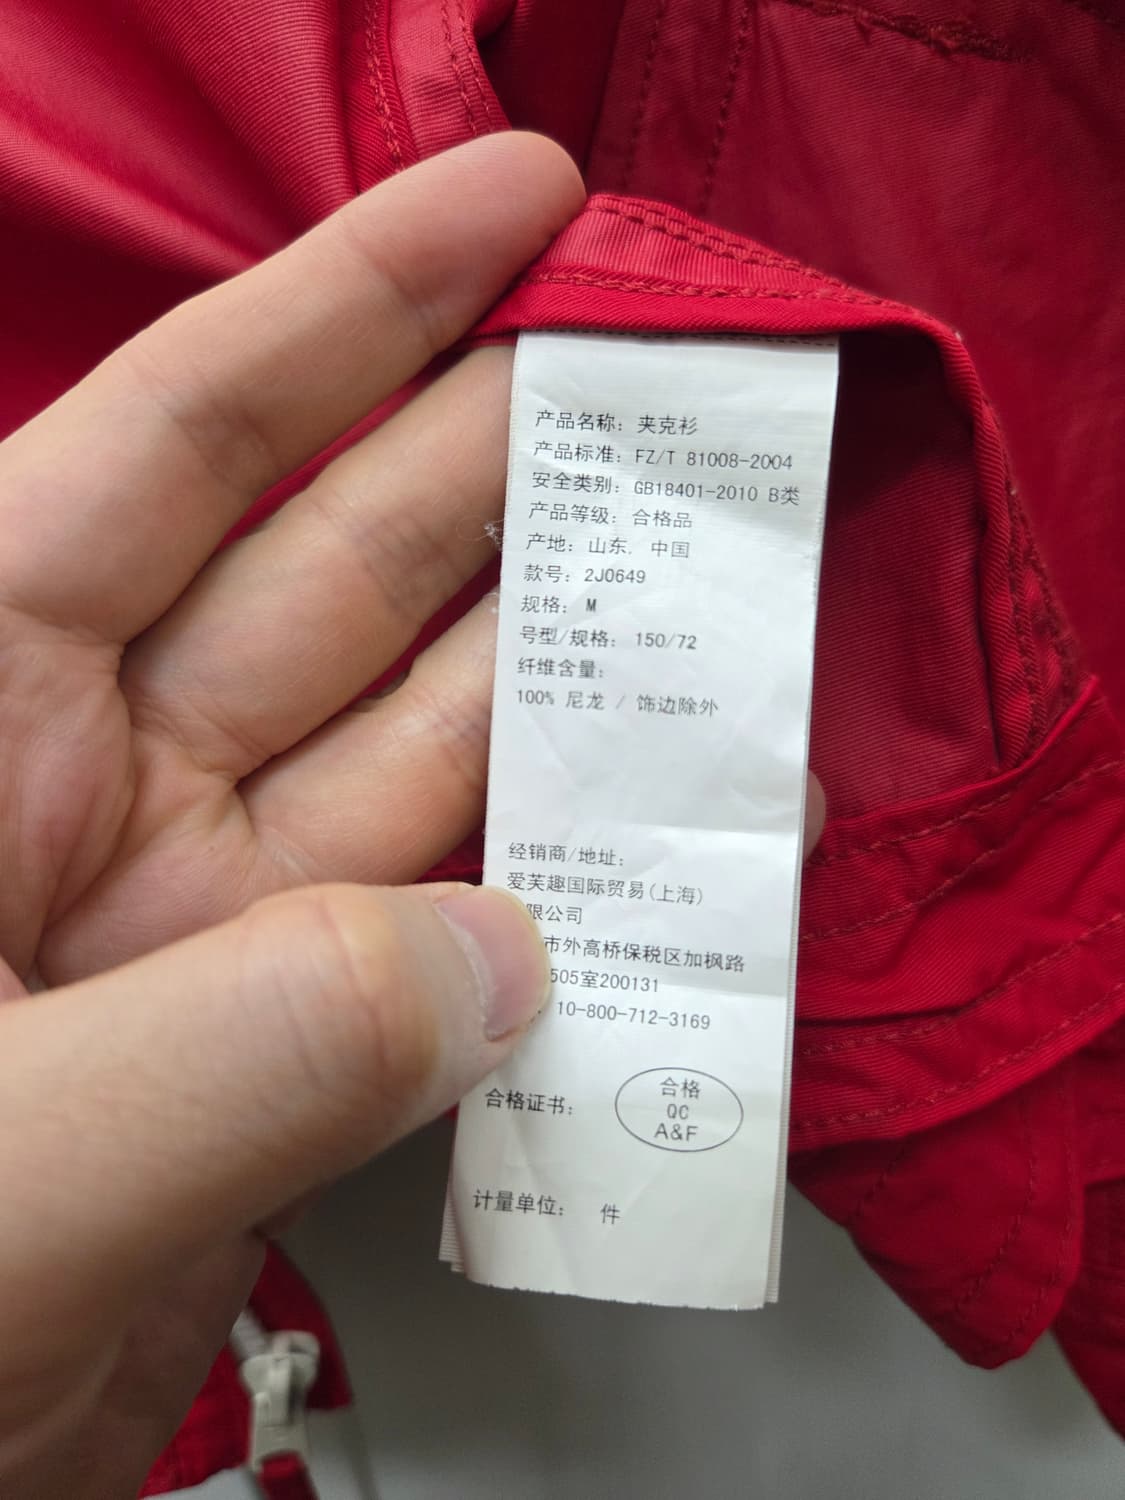 产品名称：夹克衫
产品标准：FZ/T 81008-2004
安全类别：GB18401-2010 B类
产品等级：合格品
产地：山东, 中国
款号：2J0649
规格：M
号型/规格：150/72
纤维含量：
100% 尼龙 / 饰边除外
经销商/地址：
爱芙趣国际贸易(上海)
限公司
市外高桥保税区加枫路
505室200131
10-800-712-3169
合格证书：
合格
QC
A&F
计量单位： 件